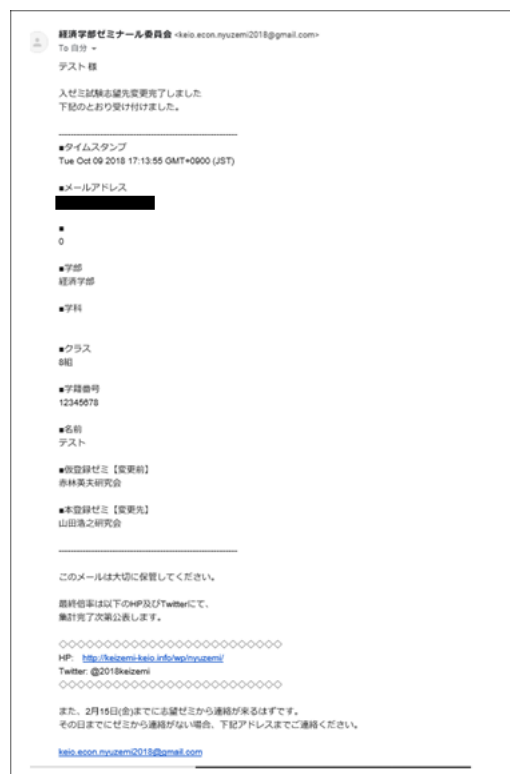 経済学部ゼミナール委員会 <keio.econ.nyuzemi2018@gmail.com>
To 自分
テスト 様
入ゼミ試験志望先変更完了しました
下記のとおり受け付けました。
■タイムスタンプ
Tue Oct 09 2018 17:13:55 GMT+0900 (JST)
■メールアドレス
■
0
■学部
経済学部
■学科
■クラス
8組
■学籍番号
12345678
■名前
テスト
■仮登録ゼミ【変更前】
赤林英夫研究会
■本登録ゼミ【変更先】
山田浩之研究会
このメールは大切に保管してください。
最終倍率は以下のHP及びTwitterにて、
集計完了次第公表します。
◇◇◇◇◇◇◇◇◇◇◇◇◇◇◇◇◇◇◇◇◇◇◇◇◇
HP: http://keizemi-keio.info/wp/nyuzemi/
Twitter: @2018keizemi
◇◇◇◇◇◇◇◇◇◇◇◇◇◇◇◇◇◇◇◇◇◇◇◇◇
また、2月15日(金)までに志望ゼミから連絡が来るはずです。
その日までにゼミから連絡がない場合、下記アドレスまでご連絡ください。
keio.econ.nyuzemi2018@gmail.com